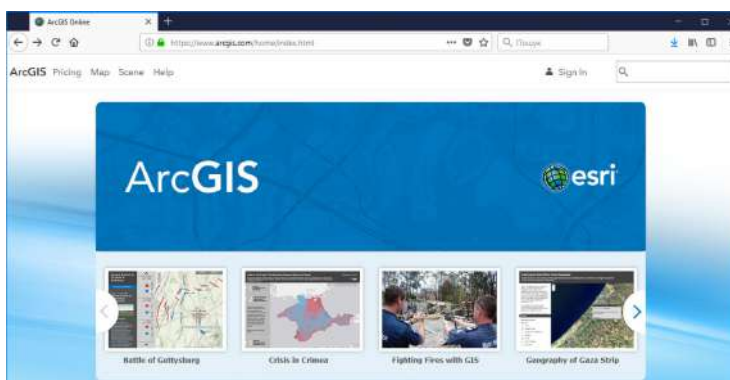 ArcGIS Online
https://www.arcgis.com/home/index.html
Пошук
ArcGIS Pricing Map Scene Help
Sign In
ArcGIS
esri
Battle of Gettysburg
Crisis in Crimea
Fighting Fires with GIS
Geography of Gaza Strip